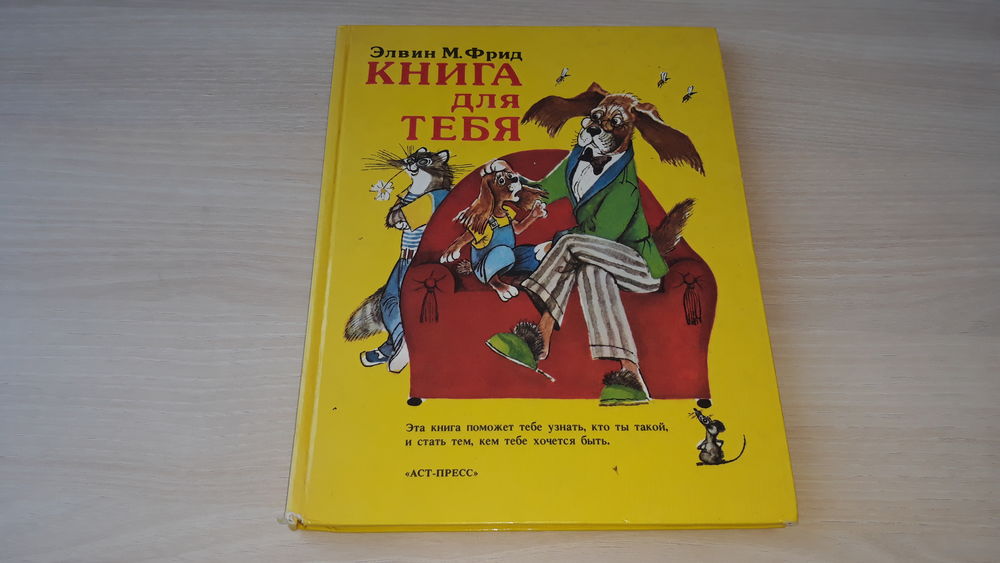 Элвин М. Фрид
КНИГА
для
ТЕБЯ
Эта книга поможет тебе узнать, кто ты такой,
и стать тем, кем тебе хочется быть.
«АСТ-ПРЕСС»